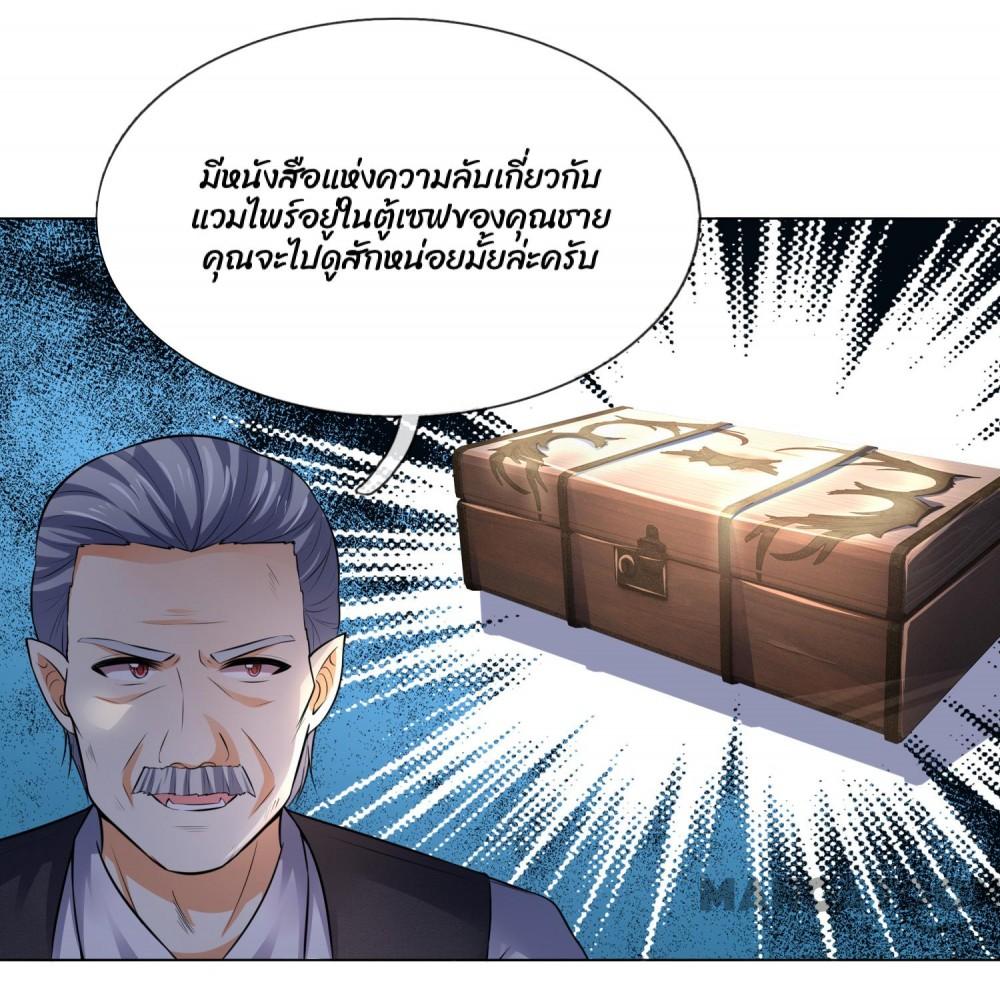 มีหนังสือแห่งความลับเกี่ยวกับ
แวมไพร์อยู่ในตู้เซฟของคุณชาย
คุณจะไปดูสักหน่อยมั้ยล่ะครับ